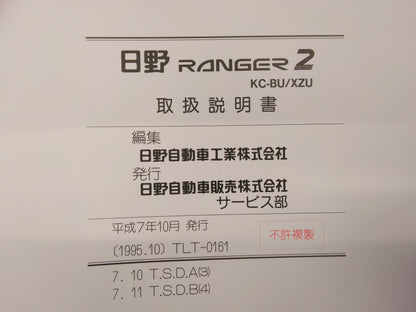 日野 RANGER 2
KC-BU/XZU
取扱説明書
編集
日野自動車工業株式会社
発行
日野自動車販売株式会社
サービス部
平成7年10月 発行
不許複製
(1995.10) TLT-0161
7. 10 T.S.D.A(3)
7. 11 T.S.D.B(4)